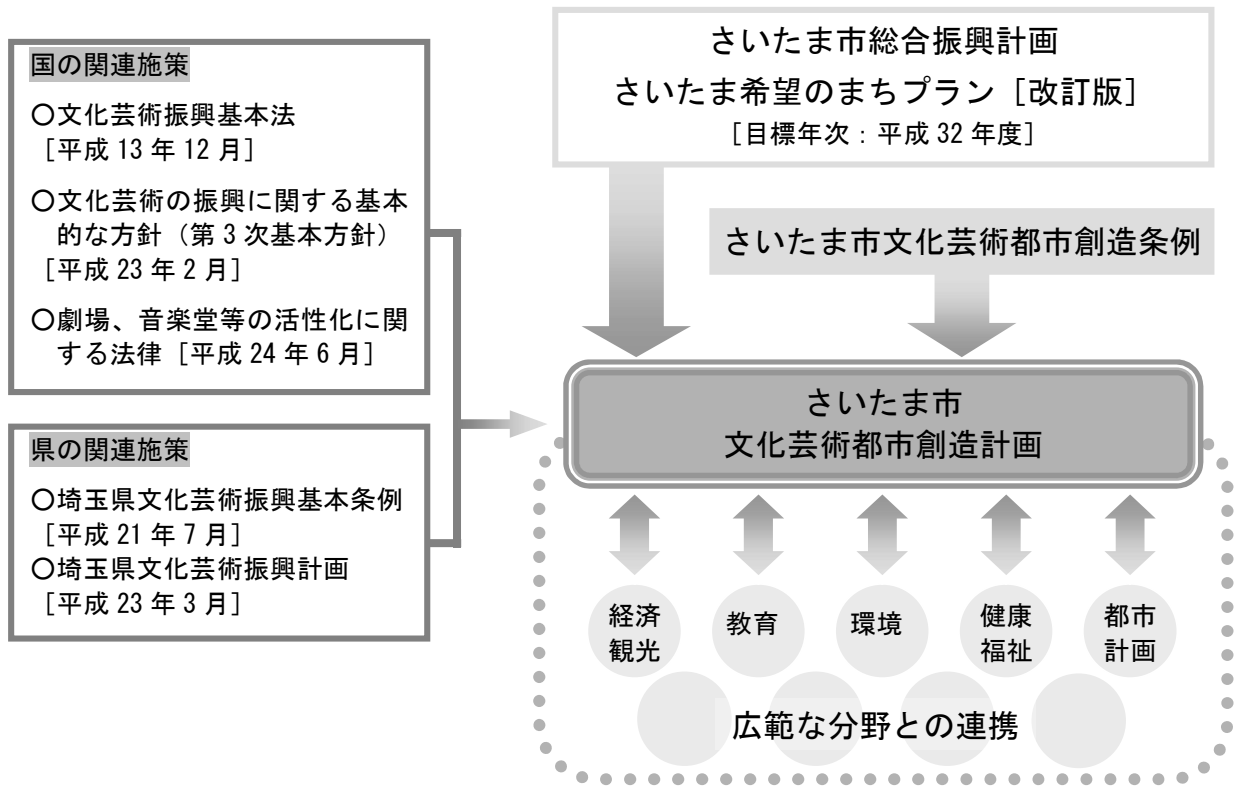 国の関連施策
○文化芸術振興基本法
［平成 13 年 12 月］
○文化芸術の振興に関する基本
的な方針（第 3 次基本方針）
［平成 23 年 2 月］
○劇場、音楽堂等の活性化に関
する法律［平成 24 年 6 月］
県の関連施策
○埼玉県文化芸術振興基本条例
［平成 21 年 7 月］
○埼玉県文化芸術振興計画
［平成 23 年 3 月］
さいたま市総合振興計画
さいたま希望のまちプラン［改訂版］
［目標年次：平成 32 年度］
さいたま市文化芸術都市創造条例
さいたま市
文化芸術都市創造計画
経済
観光
教育
環境
健康
福祉
都市
計画
広範な分野との連携